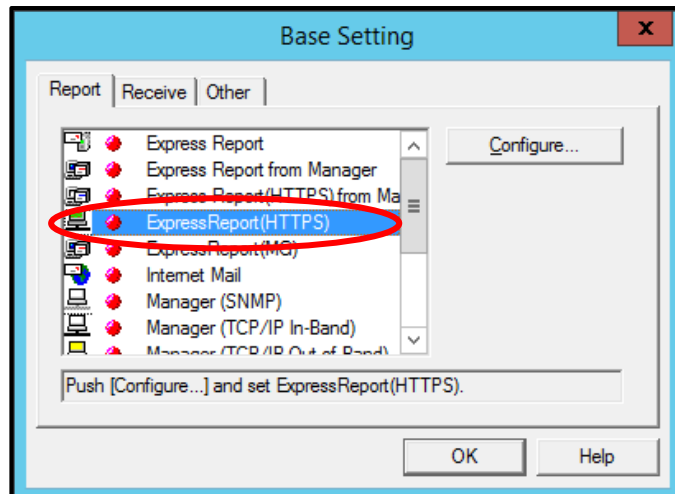 Base Setting
x
Report
Receive
Other
Express Report
Express Report from Manager
Express Report(HTTPS) from Ma
ExpressReport(HTTPS)
ExpressReport(MG)
Internet Mail
Manager (SNMP)
Manager (TCP/IP In-Band)
Manager (TCP/IP Out-of-Band)
Configure...
Push [Configure...] and set ExpressReport(HTTPS).
OK
Help